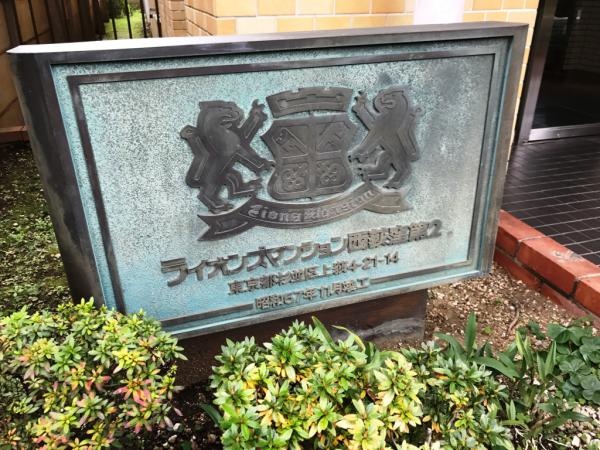 Lions Mansion
ライオンズマンション西荻窪第2
東京都杉並区上荻4-21-14
昭和57年11月竣工